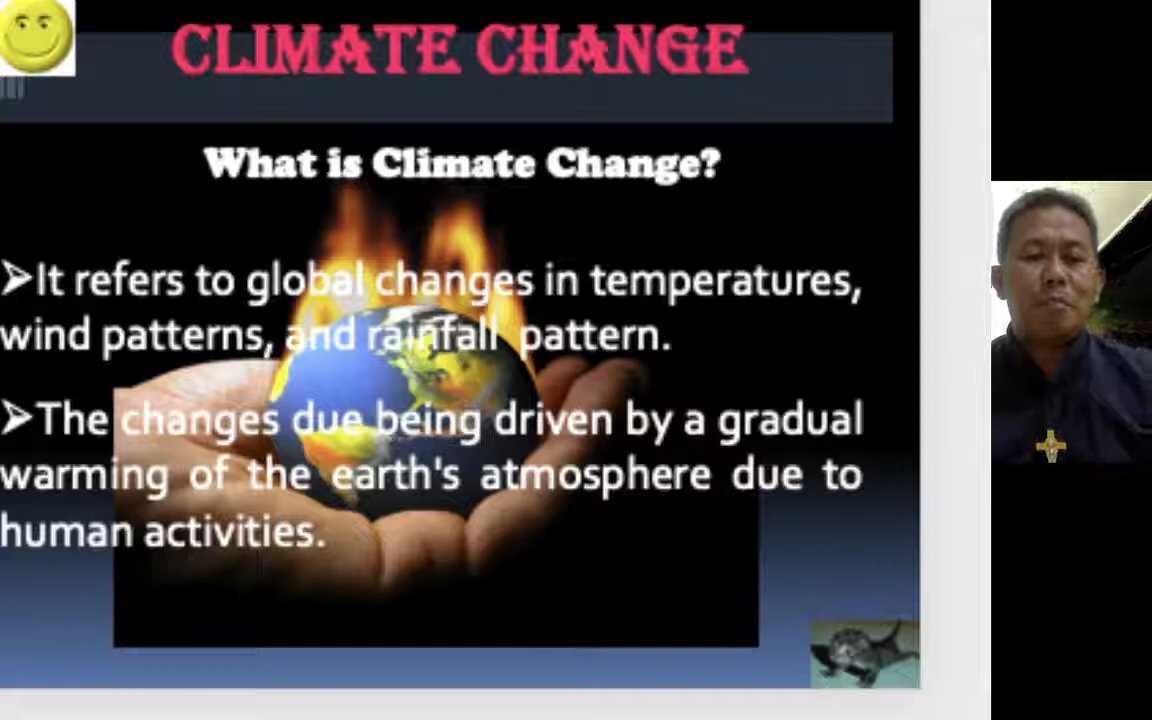 CLIMATE CHANGE
What is Climate Change?
➢It refers to global changes in temperatures,
wind patterns, and rainfall pattern.
➢The changes due being driven by a gradual
warming of the earth's atmosphere due to
human activities.